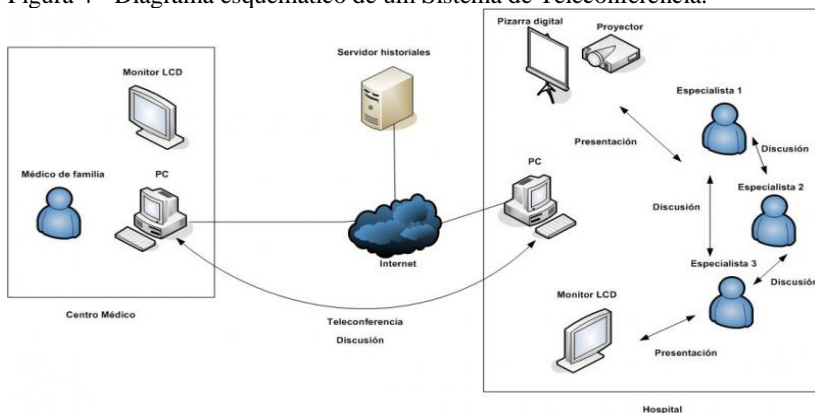 Figura 4 - Diagrama esquemático de um Sistema de Teleconferência.
Pizarra digital
Proyector
Servidor historiales
Monitor LCD
Especialista 1
Presentación
Discusión
Médico de familia
PC
PC
Especialista 2
Discusión
Internet
Especialista 3
Discusión
Monitor LCD
Centro Médico
Teleconferencia
Discusión
Presentación
Hospital